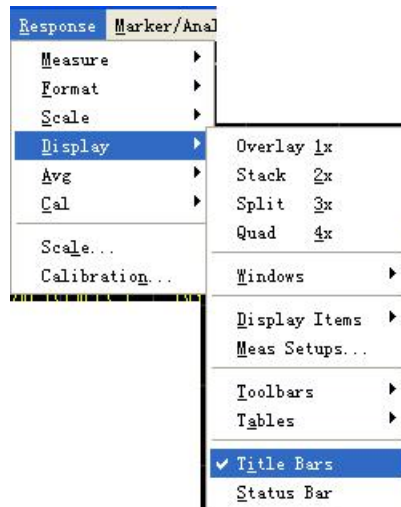 Response Marker/Anal
Measure
Format
Scale
Display
Avg
Cal
Scale...
Calibration...
Overlay 1x
Stack 2x
Split 3x
Quad 4x
Windows
Display Items
Meas Setups...
Toolbars
Tables
Title Bars
Status Bar